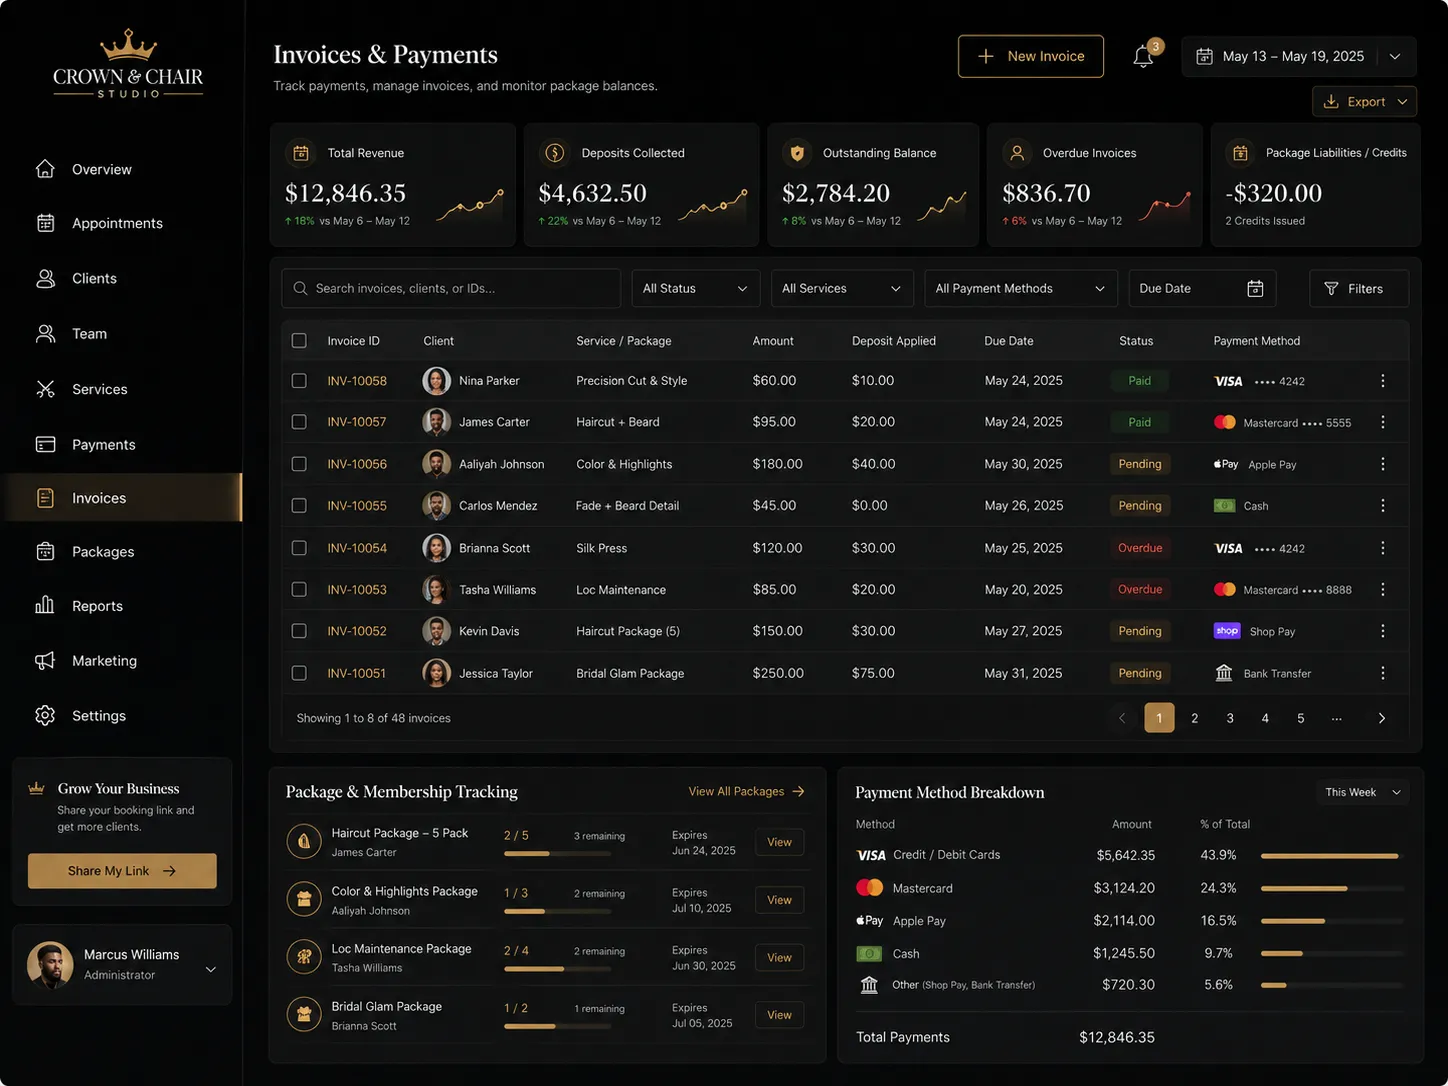 CROWN & CHAIR
STUDIO
Overview
Appointments
Clients
Team
Services
Payments
Invoices
Packages
Reports
Marketing
Settings
Grow Your Business
Share your booking link and
get more clients.
Share My Link →
Marcus Williams
Administrator
Invoices & Payments
Track payments, manage invoices, and monitor package balances.
+ New Invoice
3
May 13 – May 19, 2025
Export
Total Revenue
$12,846.35
↑ 18% vs May 6 – May 12
Deposits Collected
$4,632.50
↑ 22% vs May 6 – May 12
Outstanding Balance
$2,784.20
↑ 8% vs May 6 – May 12
Overdue Invoices
$836.70
↑ 6% vs May 6 – May 12
Package Liabilities / Credits
-$320.00
2 Credits Issued
Search invoices, clients, or IDs...
All Status
All Services
All Payment Methods
Due Date
Filters
Invoice ID Client Service / Package Amount Deposit Applied Due Date Status Payment Method
INV-10058 Nina Parker Precision Cut & Style $60.00 $10.00 May 24, 2025 Paid VISA •••• 4242
INV-10057 James Carter Haircut + Beard $95.00 $20.00 May 24, 2025 Paid Mastercard •••• 5555
INV-10056 Aaliyah Johnson Color & Highlights $180.00 $40.00 May 30, 2025 Pending Pay Apple Pay
INV-10055 Carlos Mendez Fade + Beard Detail $45.00 $0.00 May 26, 2025 Pending Cash
INV-10054 Brianna Scott Silk Press $120.00 $30.00 May 25, 2025 Overdue VISA •••• 4242
INV-10053 Tasha Williams Loc Maintenance $85.00 $20.00 May 20, 2025 Overdue Mastercard •••• 8888
INV-10052 Kevin Davis Haircut Package (5) $150.00 $30.00 May 27, 2025 Pending shop Shop Pay
INV-10051 Jessica Taylor Bridal Glam Package $250.00 $75.00 May 31, 2025 Pending Bank Transfer
Showing 1 to 8 of 48 invoices
‹ 1 2 3 4 5 ... ›
Package & Membership Tracking
View All Packages →
Haircut Package – 5 Pack
James Carter
2 / 5 3 remaining
Expires
Jun 24, 2025
View
Color & Highlights Package
Aaliyah Johnson
1 / 3 2 remaining
Expires
Jul 10, 2025
View
Loc Maintenance Package
Tasha Williams
2 / 4 2 remaining
Expires
Jun 30, 2025
View
Bridal Glam Package
Brianna Scott
1 / 2 1 remaining
Expires
Jul 05, 2025
View
Payment Method Breakdown
This Week
Method Amount % of Total
VISA Credit / Debit Cards $5,642.35 43.9%
Mastercard $3,124.20 24.3%
Pay Apple Pay $2,114.00 16.5%
Cash $1,245.50 9.7%
Other (Shop Pay, Bank Transfer) $720.30 5.6%
Total Payments $12,846.35